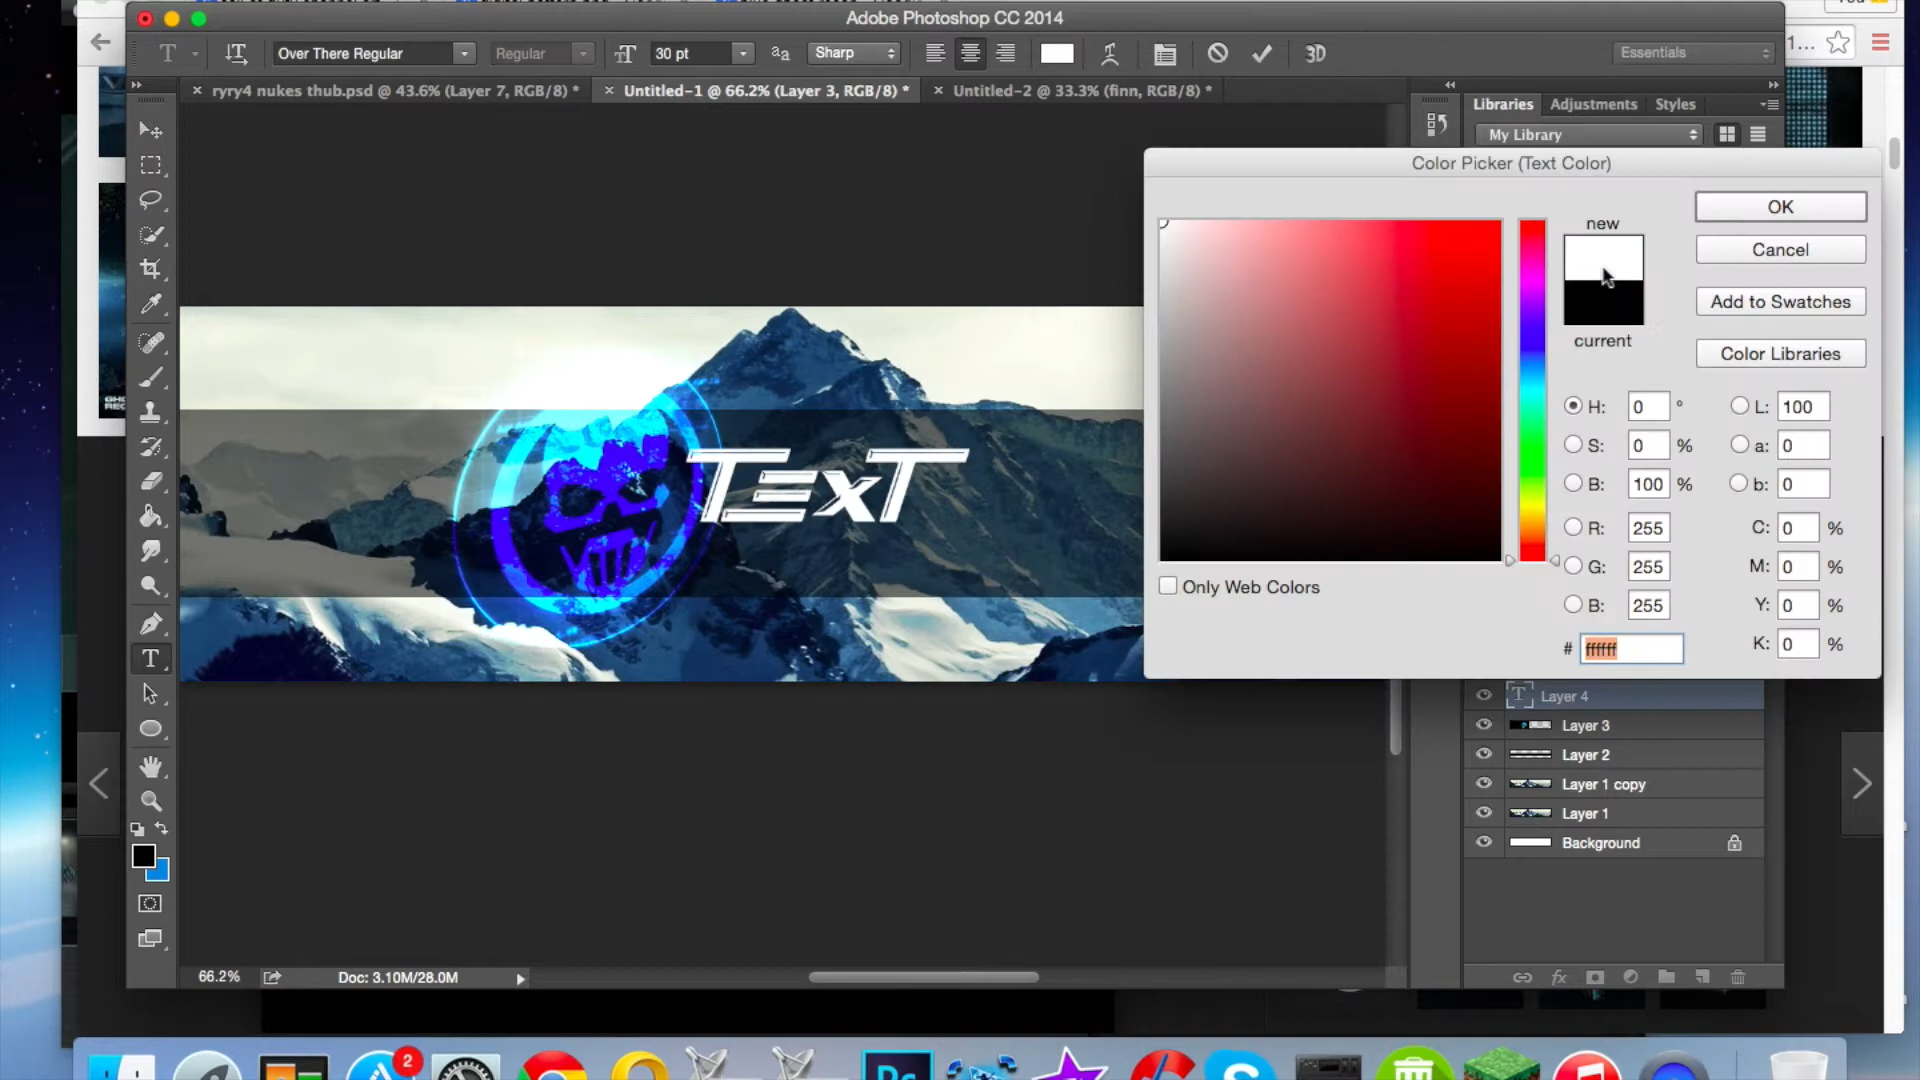 Adobe Photoshop CC 2014
Over There Regular
Regular
30 pt
aa
Sharp
3D
Essentials
1...
ryry4 nukes thub.psd @ 43.6% (Layer 7, RGB/8) *
Untitled-1 @ 66.2% (Layer 3, RGB/8) *
Untitled-2 @ 33.3% (finn, RGB/8) *
Libraries
Adjustments
Styles
My Library
Color Picker (Text Color)
new
current
OK
Cancel
Add to Swatches
Color Libraries
H: 0 °
L: 100
S: 0 %
a: 0
B: 100 %
b: 0
R: 255
C: 0 %
G: 255
M: 0 %
B: 255
Y: 0 %
# ffffff
K: 0 %
Only Web Colors
TExT
Layer 4
Layer 3
Layer 2
Layer 1 copy
Layer 1
Background
fx
66.2%
Doc: 3.10M/28.0M
2
Ps